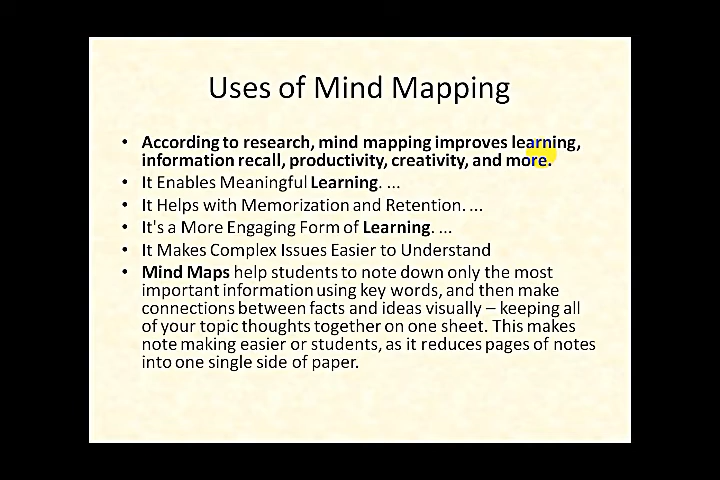 Uses of Mind Mapping
• According to research, mind mapping improves learning,
information recall, productivity, creativity, and more.
• It Enables Meaningful Learning. ...
• It Helps with Memorization and Retention. ...
• It's a More Engaging Form of Learning. ...
• It Makes Complex Issues Easier to Understand
• Mind Maps help students to note down only the most
important information using key words, and then make
connections between facts and ideas visually – keeping all
of your topic thoughts together on one sheet. This makes
note making easier or students, as it reduces pages of notes
into one single side of paper.